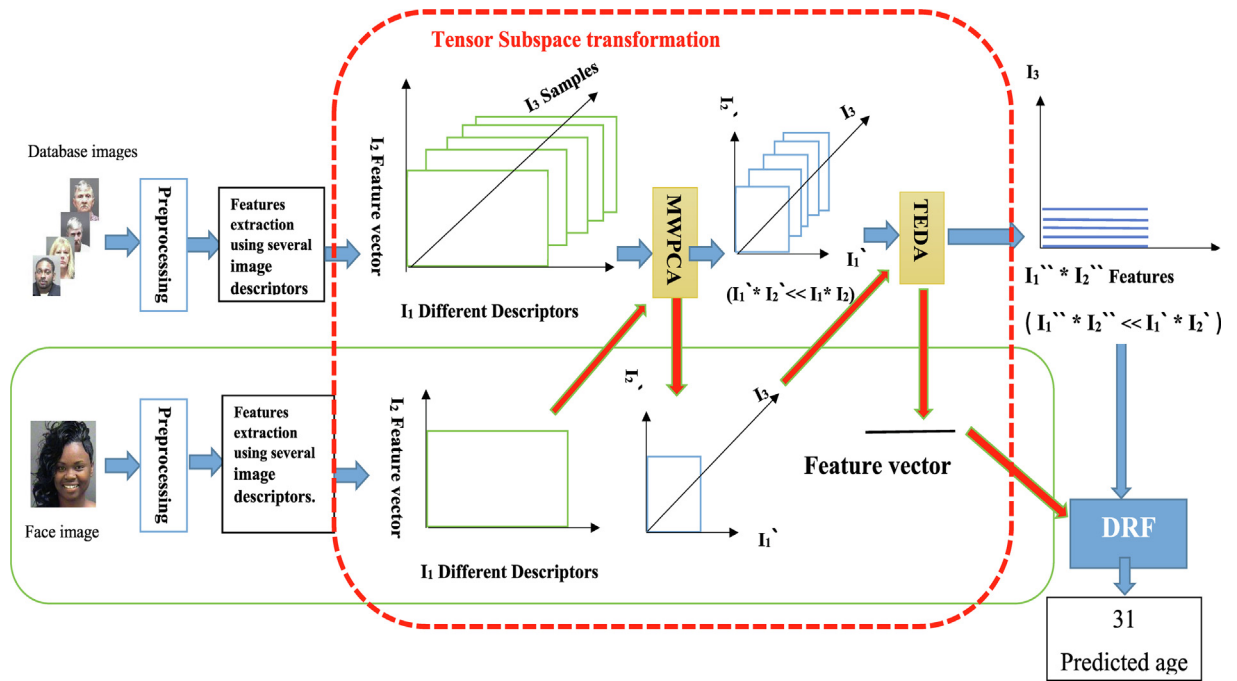 Tensor Subspace transformation
Database images
Preprocessing
Features
extraction
using several
image
descriptors
I₂ Feature vector
I₃ Samples
I₁ Different Descriptors
MWPCA
I₂`
I₃
I₁`
(I₁`* I₂`<< I₁* I₂)
TEDA
I₃
I₁`` * I₂`` Features
( I₁`` * I₂`` << I₁` * I₂` )
Face image
Preprocessing
Features
extraction
using several
image
descriptors.
I₂ Feature vector
I₁ Different Descriptors
I₂`
I₃
I₁`
Feature vector
DRF
31
Predicted age